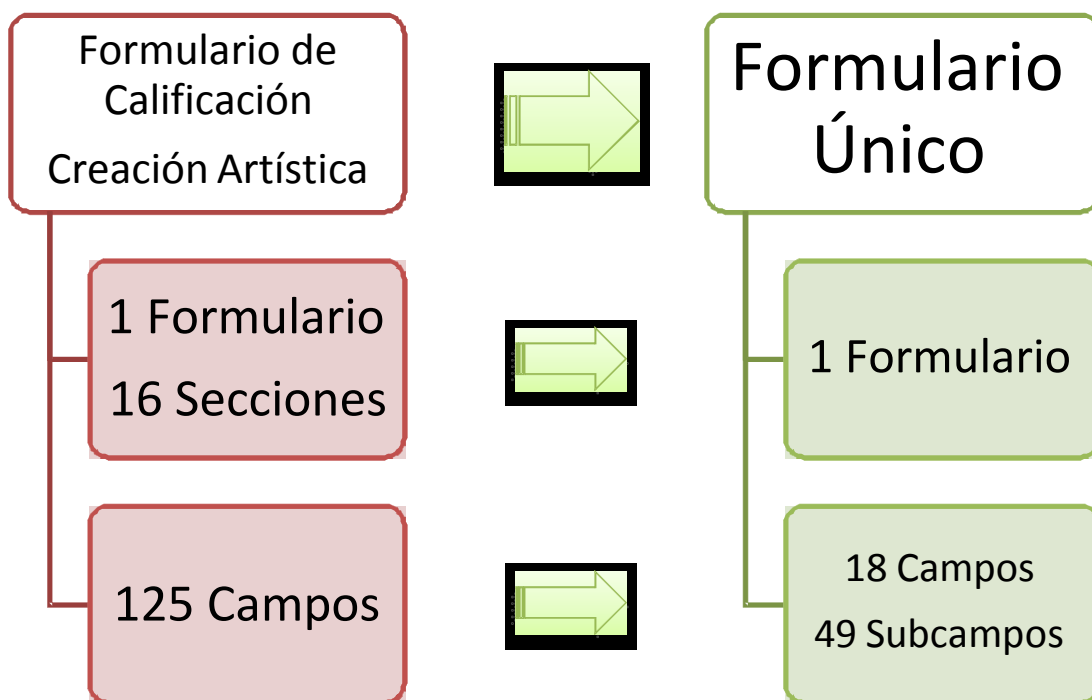 Formulario de
Calificación
Creación Artística
Formulario
Único
1 Formulario
16 Secciones
1 Formulario
125 Campos
18 Campos
49 Subcampos